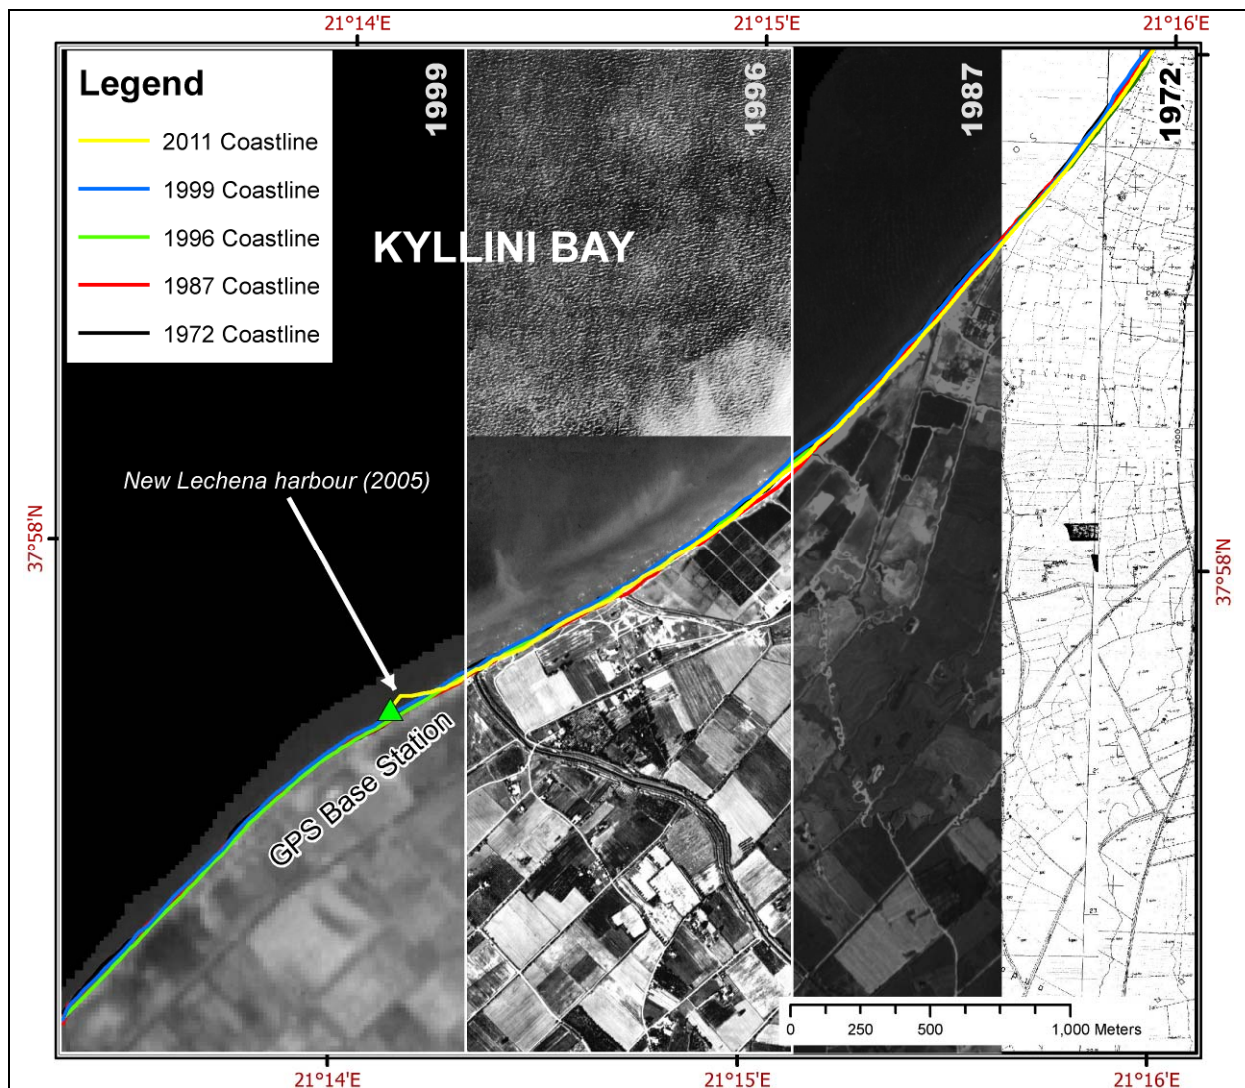 21°14'E
21°15'E
21°16'E
Legend
2011 Coastline
1999 Coastline
1996 Coastline
1987 Coastline
1972 Coastline
1999
1996
1987
1972
KYLLINI BAY
New Lechena harbour (2005)
37°58'N
37°58'N
GPS Base Station
0 250 500 1,000 Meters
21°14'E
21°15'E
21°16'E